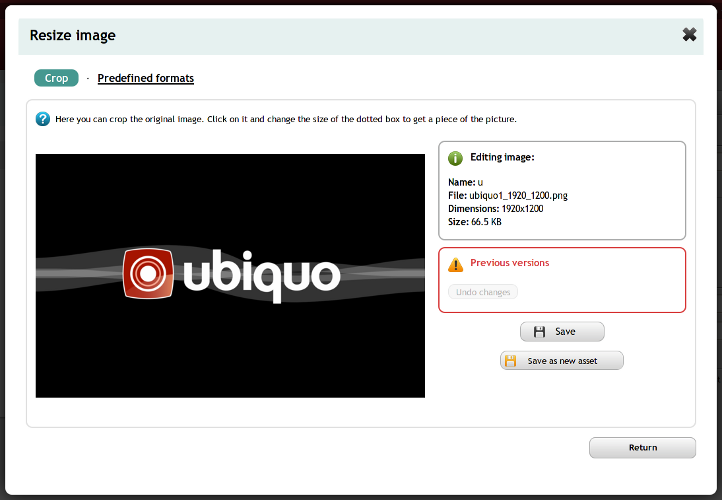 Resize image
Crop · Predefined formats
Here you can crop the original image. Click on it and change the size of the dotted box to get a piece of the picture.
ubiquo
Editing image:
Name: u
File: ubiquo1_1920_1200.png
Dimensions: 1920x1200
Size: 66.5 KB
Previous versions
Undo changes
Save
Save as new asset
Return